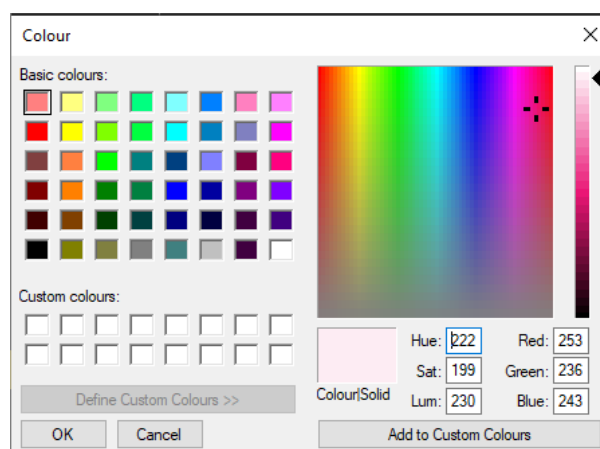 Colour
Basic colours:
Custom colours:
Define Custom Colours >>
OK
Cancel
Colour|Solid
Hue: 222
Sat: 199
Lum: 230
Red: 253
Green: 236
Blue: 243
Add to Custom Colours